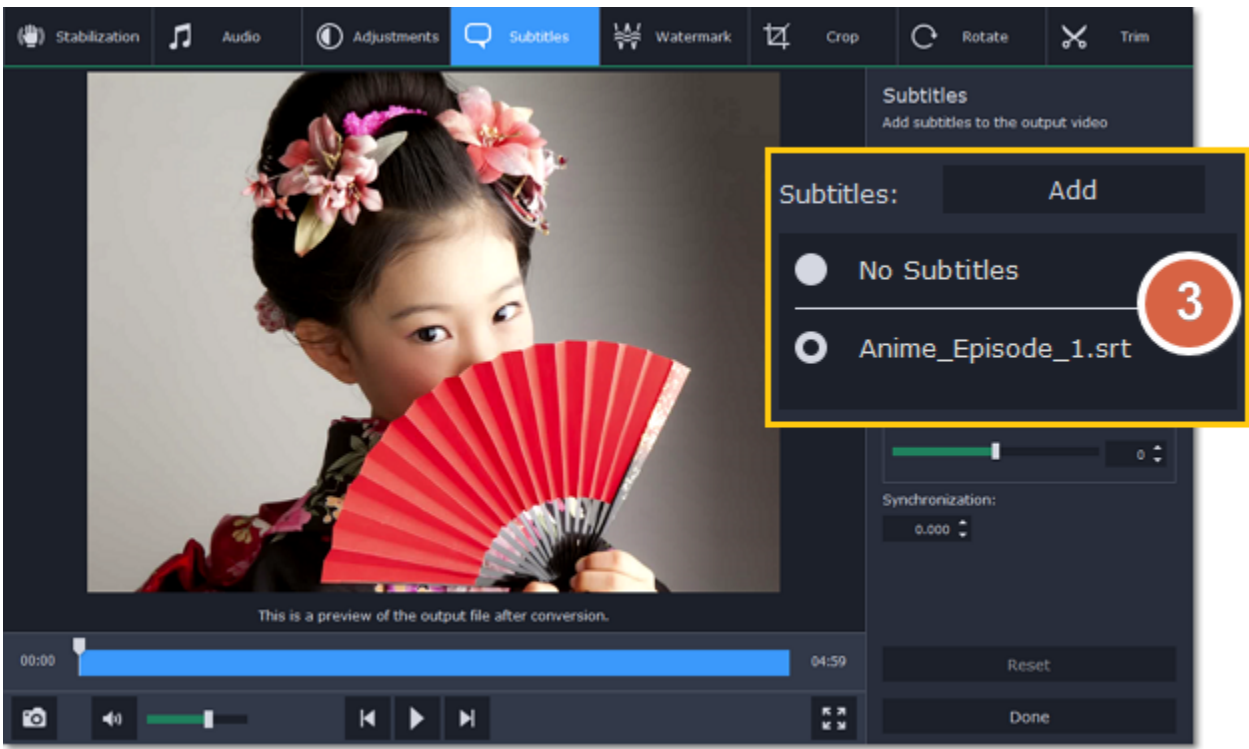 Stabilization
Audio
Adjustments
Subtitles
Watermark
Crop
Rotate
Trim
Subtitles
Add subtitles to the output video
Subtitles:
Add
No Subtitles
3
Anime_Episode_1.srt
0
Synchronization:
0.000
This is a preview of the output file after conversion.
00:00
04:59
Reset
Done